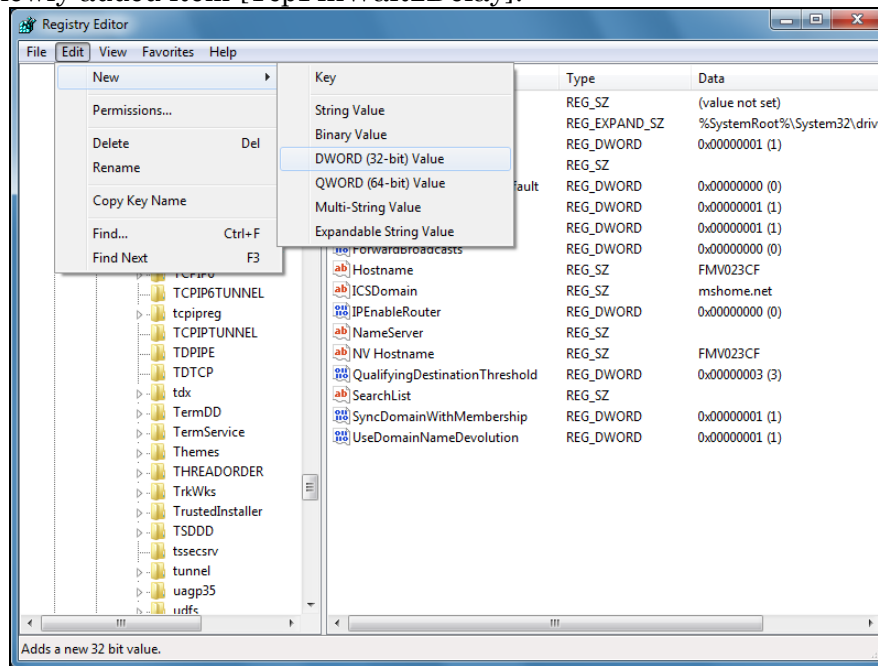 Registry Editor
File Edit View Favorites Help
New
Permissions...
Delete Del
Rename
Copy Key Name
Find... Ctrl+F
Find Next F3
Key
String Value
Binary Value
DWORD (32-bit) Value
QWORD (64-bit) Value
Multi-String Value
Expandable String Value
TCPIP6TUNNEL
tcpipreg
TCPIPTUNNEL
TDPIPE
TDTCP
tdx
TermDD
TermService
Themes
THREADORDER
TrkWks
TrustedInstaller
TSDDD
tssecsrv
tunnel
uagp35
udfs
Type Data
REG_SZ (value not set)
REG_EXPAND_SZ %SystemRoot%\System32\driv
REG_DWORD 0x00000001 (1)
REG_SZ
fault REG_DWORD 0x00000000 (0)
REG_DWORD 0x00000001 (1)
REG_DWORD 0x00000001 (1)
ForwardBroadcasts REG_DWORD 0x00000000 (0)
Hostname REG_SZ FMV023CF
ICSDomain REG_SZ mshome.net
IPEnableRouter REG_DWORD 0x00000000 (0)
NameServer REG_SZ
NV Hostname REG_SZ FMV023CF
QualifyingDestinationThreshold REG_DWORD 0x00000003 (3)
SearchList REG_SZ
SyncDomainWithMembership REG_DWORD 0x00000001 (1)
UseDomainNameDevolution REG_DWORD 0x00000001 (1)
Adds a new 32 bit value.